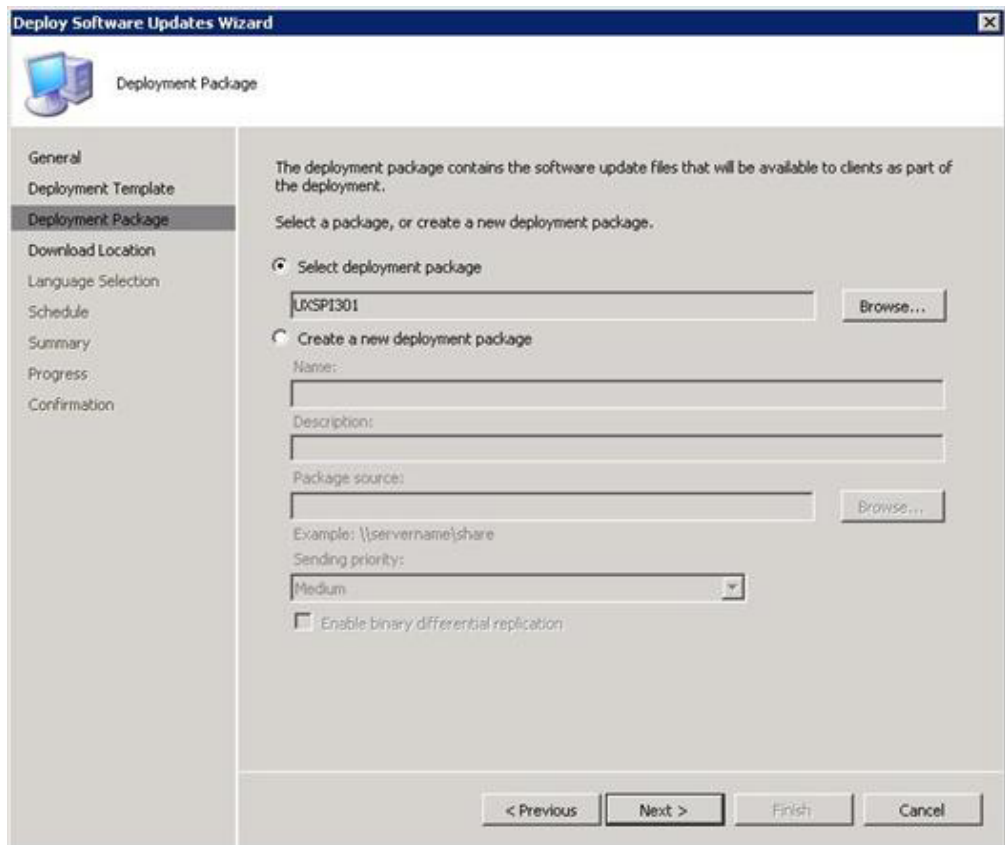 Deploy Software Updates Wizard
Deployment Package
General
Deployment Template
Deployment Package
Download Location
Language Selection
Schedule
Summary
Progress
Confirmation
The deployment package contains the software update files that will be available to clients as part of
the deployment.
Select a package, or create a new deployment package.
Select deployment package
UXSPI301
Browse...
Create a new deployment package
Name:
Description:
Package source:
Browse...
Example: \\servername\share
Sending priority:
Medium
Enable binary differential replication
< Previous
Next >
Finish
Cancel